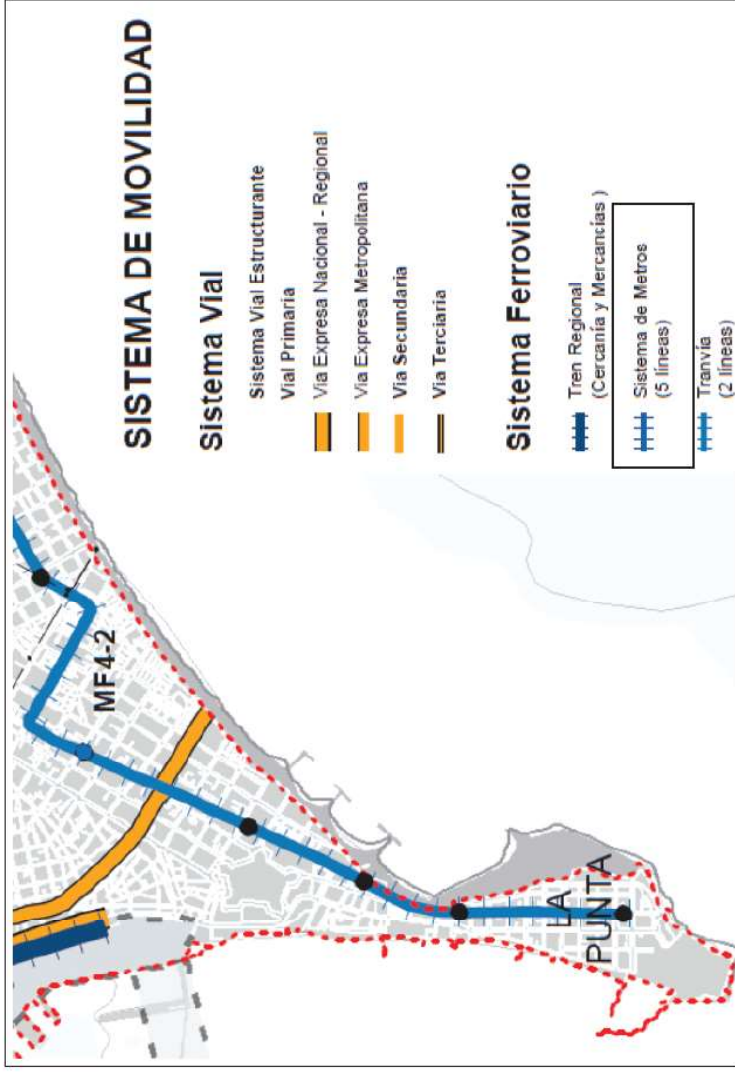 SISTEMA DE MOVILIDAD
Sistema Vial
Sistema Vial Estructurante
Vial Primaria
Via Expresa Nacional - Regional
Via Expresa Metropolitana
Via Secundaria
Via Terciaria
Sistema Ferroviario
Tren Regional
(Cercanía y Mercancías )
Sistema de Metros
(5 líneas)
Tranvía
(2 líneas)
MF4-2
LA
PUNTA